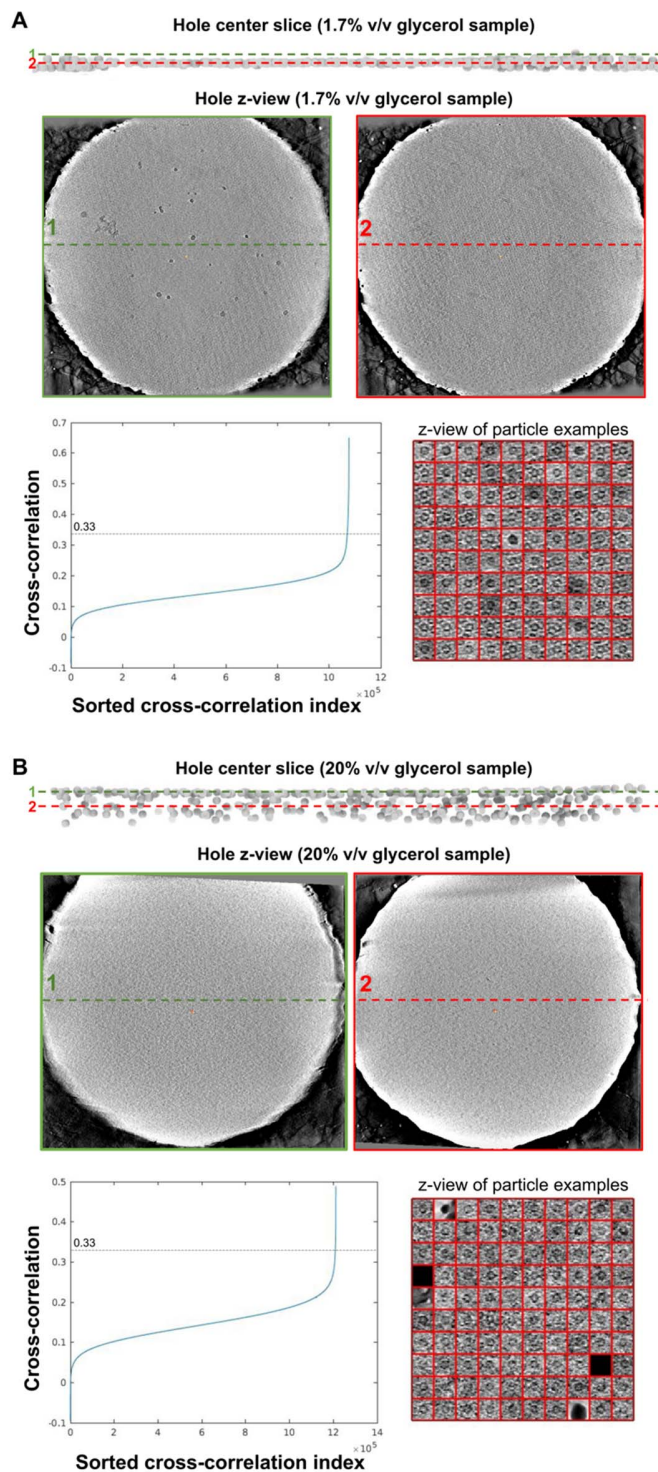 A
Hole center slice (1.7% v/v glycerol sample)
1
2
Hole z-view (1.7% v/v glycerol sample)
1
2
z-view of particle examples
0.7
0.6
0.5
0.4
0.33
0.3
0.2
0.1
0
-0.1
Cross-correlation
0 2 4 6 8 10 12
×10⁵
Sorted cross-correlation index
B
Hole center slice (20% v/v glycerol sample)
1
2
Hole z-view (20% v/v glycerol sample)
1
2
z-view of particle examples
0.5
0.4
0.33
0.3
0.2
0.1
0
-0.1
Cross-correlation
0 2 4 6 8 10 12 14
×10⁵
Sorted cross-correlation index